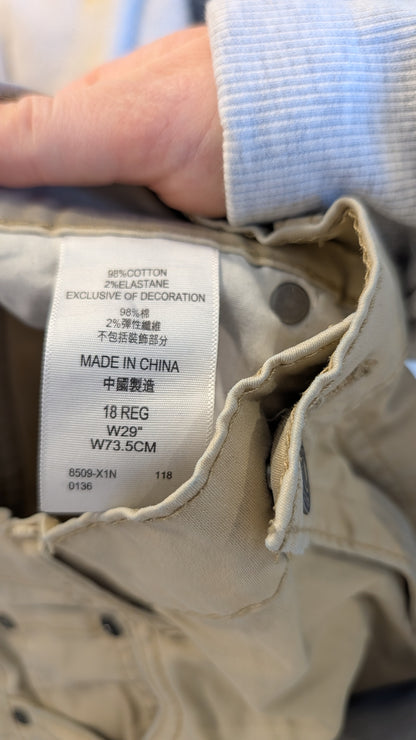 98%COTTON
2%ELASTANE
EXCLUSIVE OF DECORATION
98%棉
2%彈性纖維
不包括裝飾部分
MADE IN CHINA
中國製造
18 REG
W29"
W73.5CM
8509-X1N 118
0136